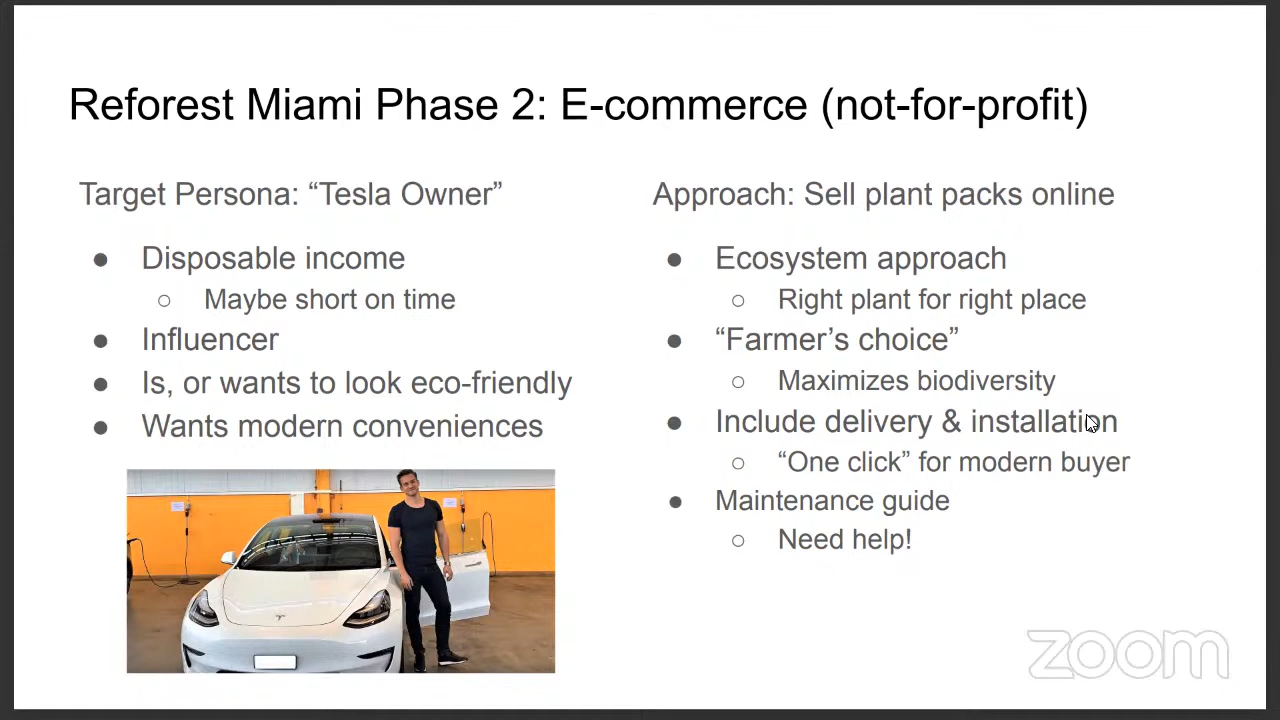 Reforest Miami Phase 2: E-commerce (not-for-profit)
Target Persona: “Tesla Owner”
● Disposable income
○ Maybe short on time
● Influencer
● Is, or wants to look eco-friendly
● Wants modern conveniences
Approach: Sell plant packs online
● Ecosystem approach
○ Right plant for right place
● “Farmer’s choice”
○ Maximizes biodiversity
● Include delivery & installation
○ “One click” for modern buyer
● Maintenance guide
○ Need help!
zoom